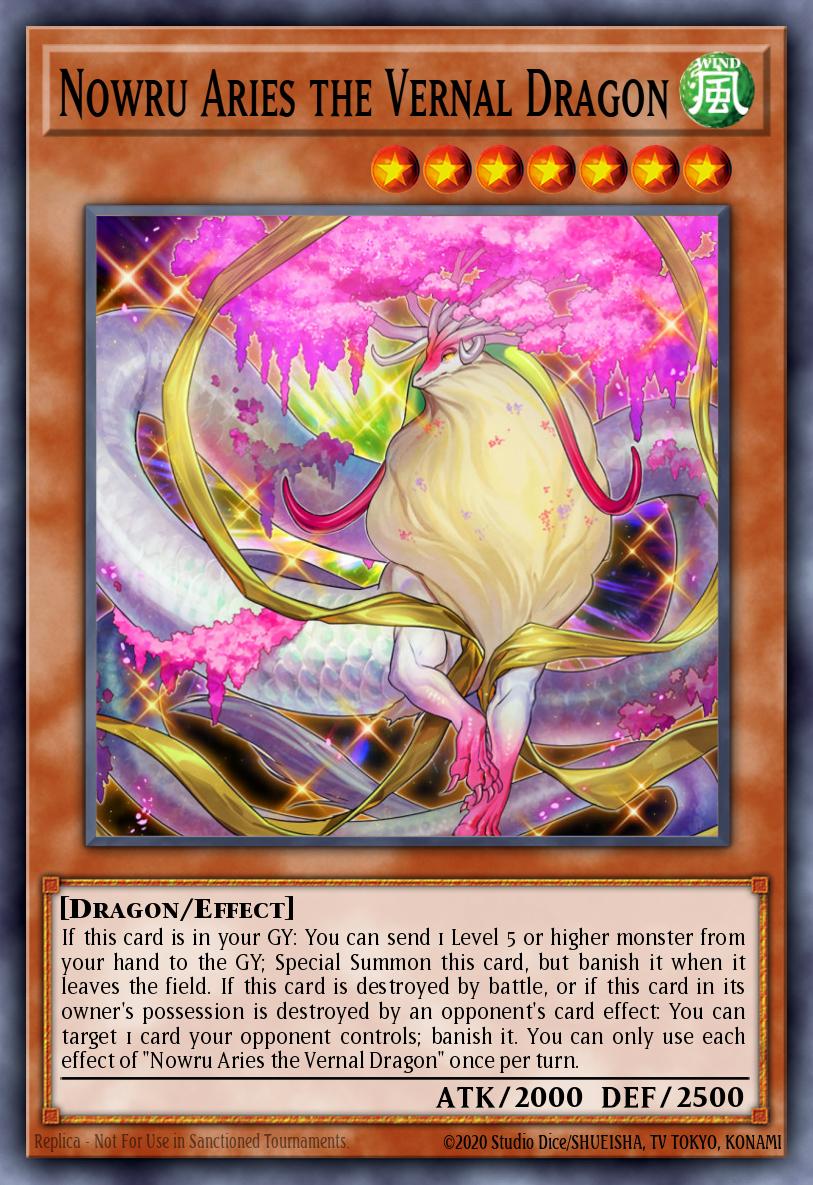 Nowru Aries the Vernal Dragon
WIND
風
[Dragon/Effect]
If this card is in your GY: You can send 1 Level 5 or higher monster from
your hand to the GY; Special Summon this card, but banish it when it
leaves the field. If this card is destroyed by battle, or if this card in its
owner's possession is destroyed by an opponent's card effect: You can
target 1 card your opponent controls; banish it. You can only use each
effect of "Nowru Aries the Vernal Dragon" once per turn.
ATK/2000 DEF/2500
Replica - Not For Use in Sanctioned Tournaments.
©2020 Studio Dice/SHUEISHA, TV TOKYO, KONAMI